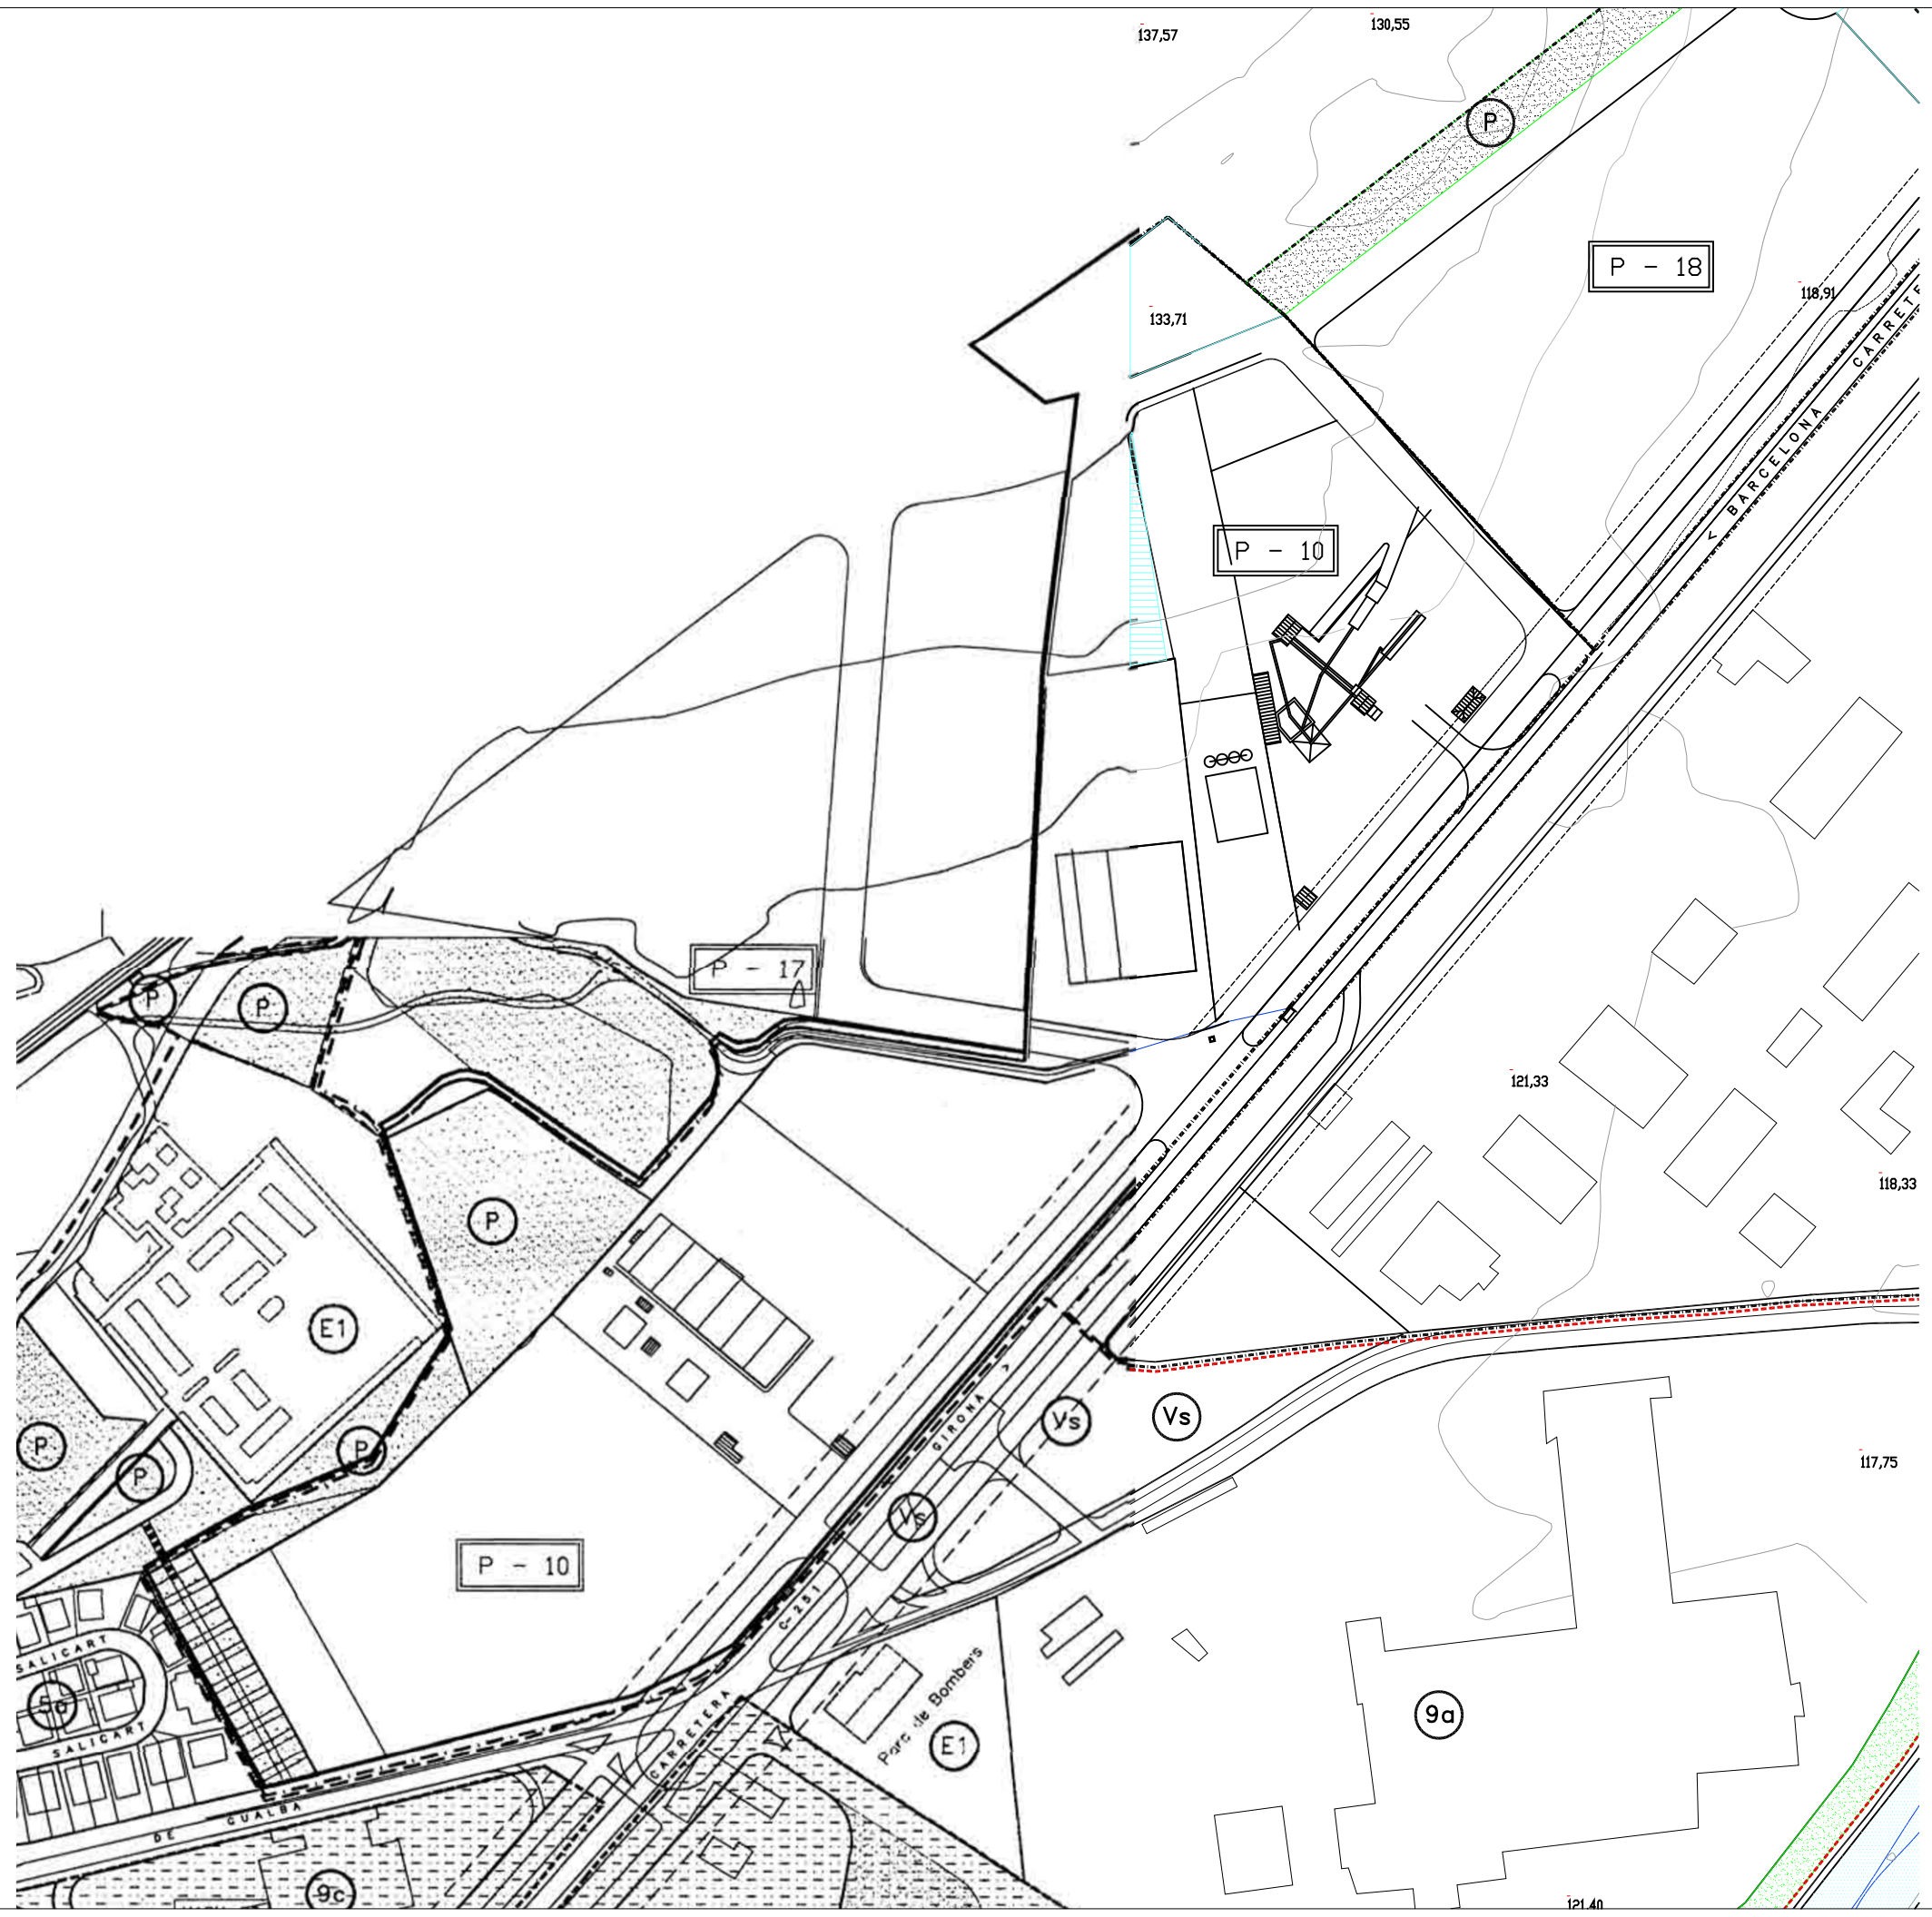 137,57
130,55
P
P - 18
118,91
133,71
< BARCELONA
CARRETE
P - 10
P - 17
P
P
121,33
118,33
P
E1
GIRONA >
Vs
Vs
P
P
P
117,75
Vs
P - 10
C-251
SALICART
5a
SALICART
CARRETERA
Parc de Bombers
E1
9a
DE GUALBA
9c
121,40